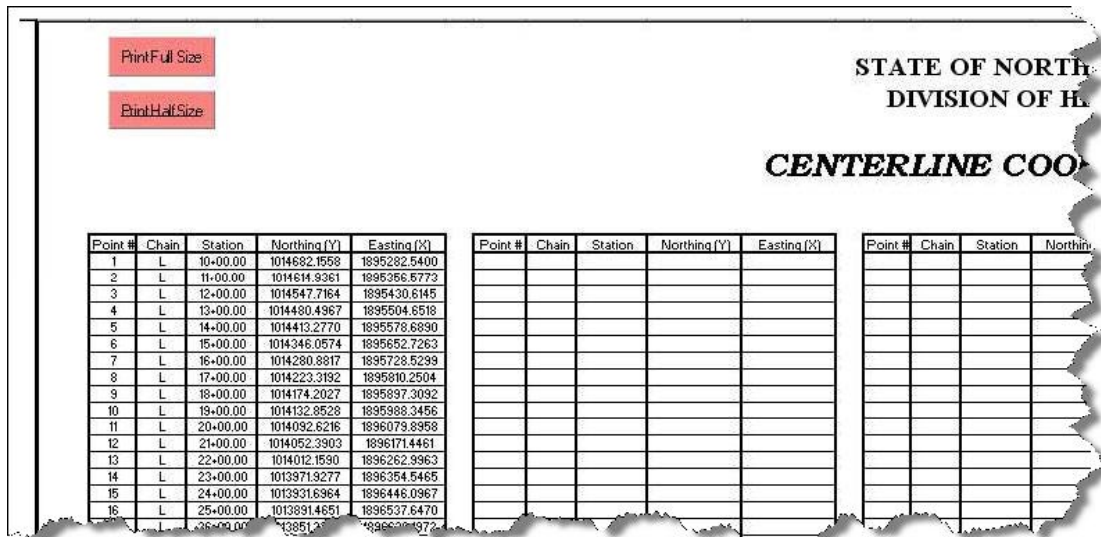 Print Full Size
Print Half Size
STATE OF NORTH
DIVISION OF
CENTERLINE
Point # Chain Station Northing (Y) Easting (X) Point # Chain Station Northing (Y) Easting (X) Point # Chain Station
1 L 10+00.00 1014682.1558 1895282.5400
2 L 11+00.00 1014614.9361 1895356.5773
3 L 12+00.00 1014547.7164 1895430.6145
4 L 13+00.00 1014480.4967 1895504.6518
5 L 14+00.00 1014413.2770 1895578.6890
6 L 15+00.00 1014346.0574 1895652.7263
7 L 16+00.00 1014280.8817 1895728.5299
8 L 17+00.00 1014223.3192 1895810.2504
9 L 18+00.00 1014174.2027 1895897.3092
10 L 19+00.00 1014132.8528 1895988.3456
11 L 20+00.00 1014092.6216 1896079.8958
12 L 21+00.00 1014052.3903 1896171.4461
13 L 22+00.00 1014012.1590 1896262.9963
14 L 23+00.00 1013971.9277 1896354.5465
15 L 24+00.00 1013931.6964 1896446.0967
16 L 25+00.00 1013891.4651 1896537.6470
L